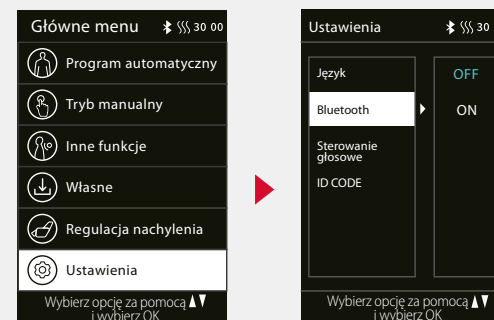 Główne menu 30 00
Program automatyczny
Tryb manualny
Inne funkcje
Własne
Regulacja nachylenia
Ustawienia
Wybierz opcję za pomocą
i wybierz OK
Ustawienia 30
Język
Bluetooth
Sterowanie
głosowe
ID CODE
OFF
ON
Wybierz opcję za pomocą
i wybierz OK